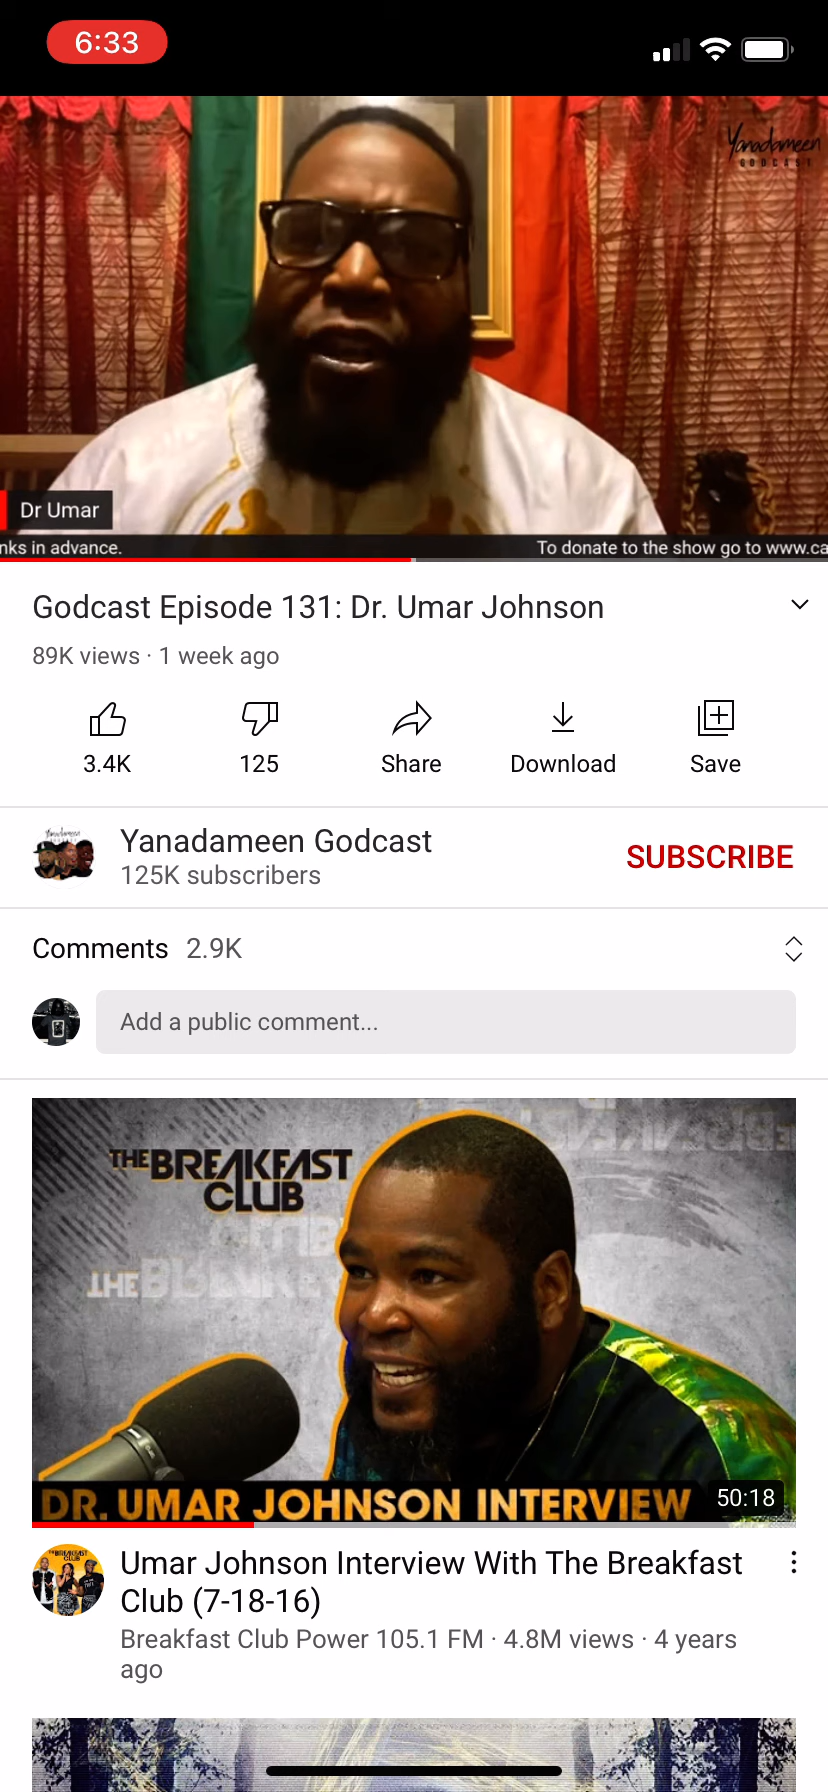 6:33
Yanadameen
GODCAST
Dr Umar
nks in advance.
To donate to the show go to www.ca
Godcast Episode 131: Dr. Umar Johnson
89K views · 1 week ago
3.4K
125
Share
Download
Save
Yanadameen Godcast
125K subscribers
SUBSCRIBE
Comments 2.9K
Add a public comment...
THE BREAKFAST
CLUB
DR. UMAR JOHNSON INTERVIEW
50:18
Umar Johnson Interview With The Breakfast
Club (7-18-16)
Breakfast Club Power 105.1 FM · 4.8M views · 4 years
ago